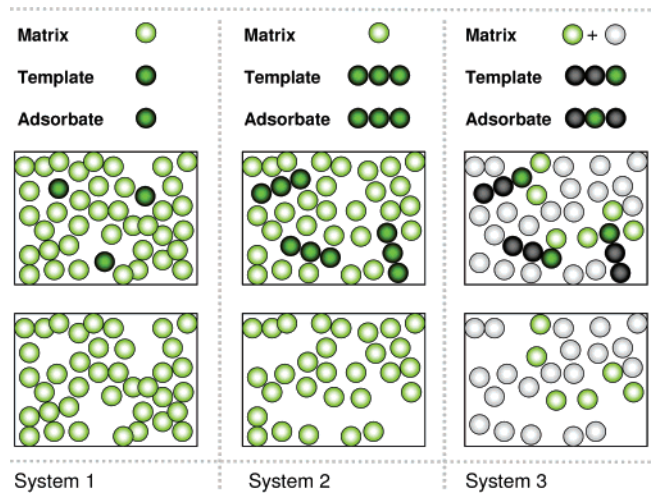 Matrix
Template
Adsorbate
Matrix
Template
Adsorbate
Matrix +
Template
Adsorbate
System 1
System 2
System 3